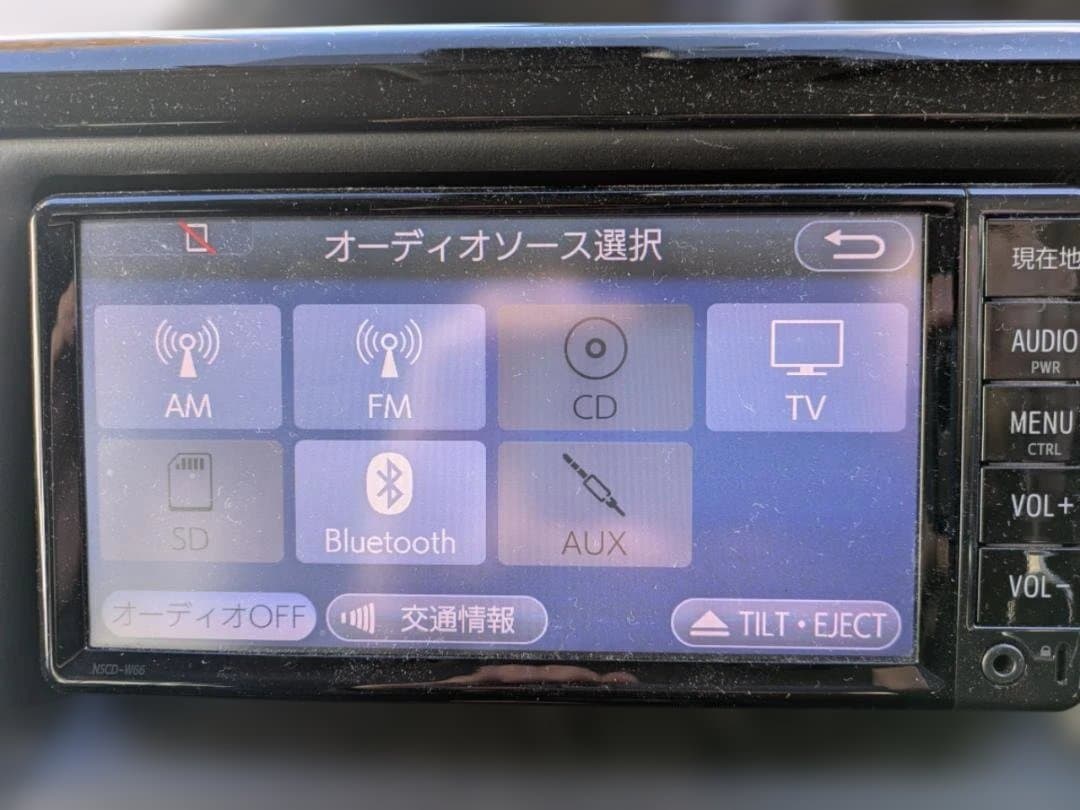 オーディオソース選択
AM
FM
CD
TV
SD
Bluetooth
AUX
オーディオOFF
交通情報
TILT・EJECT
NSCD-W66
現在地
AUDIO
PWR
MENU
CTRL
VOL+
VOL-